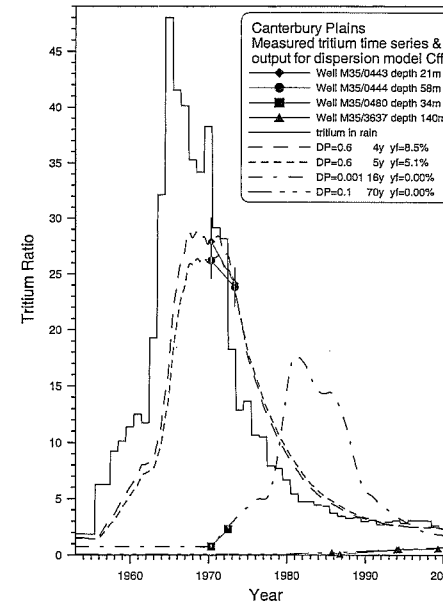 Canterbury Plains
Measured tritium time series &
output for dispersion model Cff
Well M35/0443 depth 21m
Well M35/0444 depth 58m
Well M35/0480 depth 34m
Well M35/3637 depth 140m
tritium in rain
DP=0.6 4y yf=8.5%
DP=0.6 5y yf=5.1%
DP=0.001 16y yf=0.00%
DP=0.1 70y yf=0.00%
Tritium Ratio
45
40
35
30
25
20
15
10
5
0
1960
1970
1980
1990
200
Year